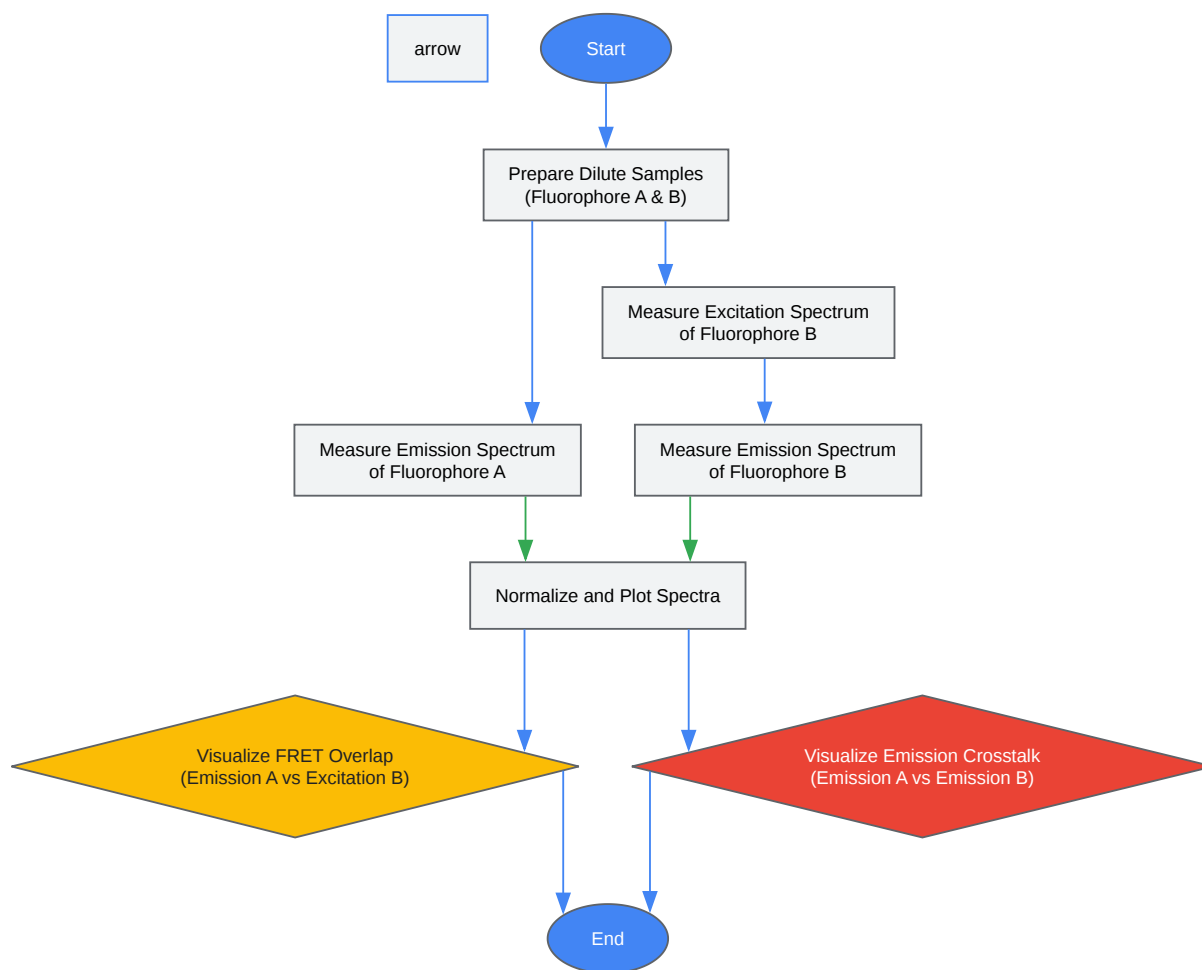 arrow
Start
Prepare Dilute Samples
(Fluorophore A & B)
Measure Excitation Spectrum
of Fluorophore B
Measure Emission Spectrum
of Fluorophore A
Measure Emission Spectrum
of Fluorophore B
Normalize and Plot Spectra
Visualize FRET Overlap
(Emission A vs Excitation B)
Visualize Emission Crosstalk
(Emission A vs Emission B)
End